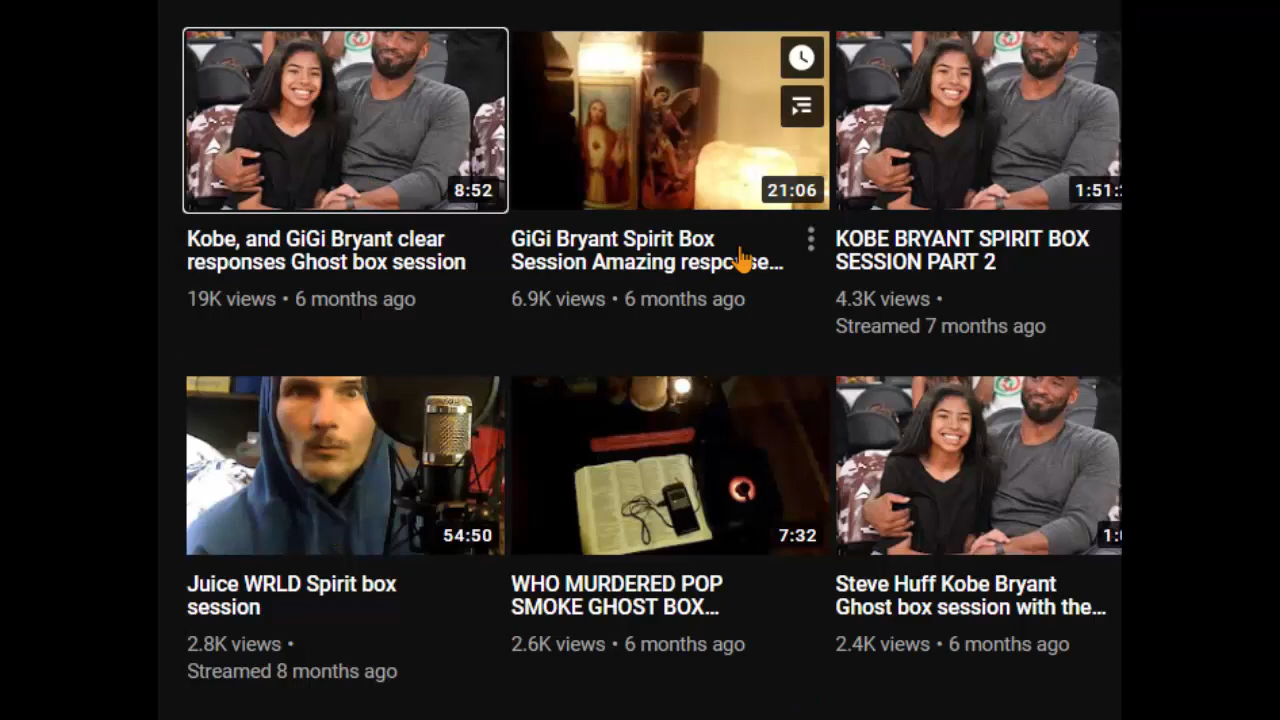 8:52
21:06
Kobe, and GiGi Bryant clear
responses Ghost box session
19K views • 6 months ago
GiGi Bryant Spirit Box
Session Amazing
6.9K views • 6 months ago
KOBE BRYANT SPIRIT BOX
SESSION PART 2
4.3K views •
Streamed 7 months ago
54:50
7:32
Juice WRLD Spirit box
session
2.8K views •
Streamed 8 months ago
WHO MURDERED POP
SMOKE GHOST BOX…
2.6K views • 6 months ago
Steve Huff Kobe Bryant
Ghost box session with the…
2.4K views • 6 months ago